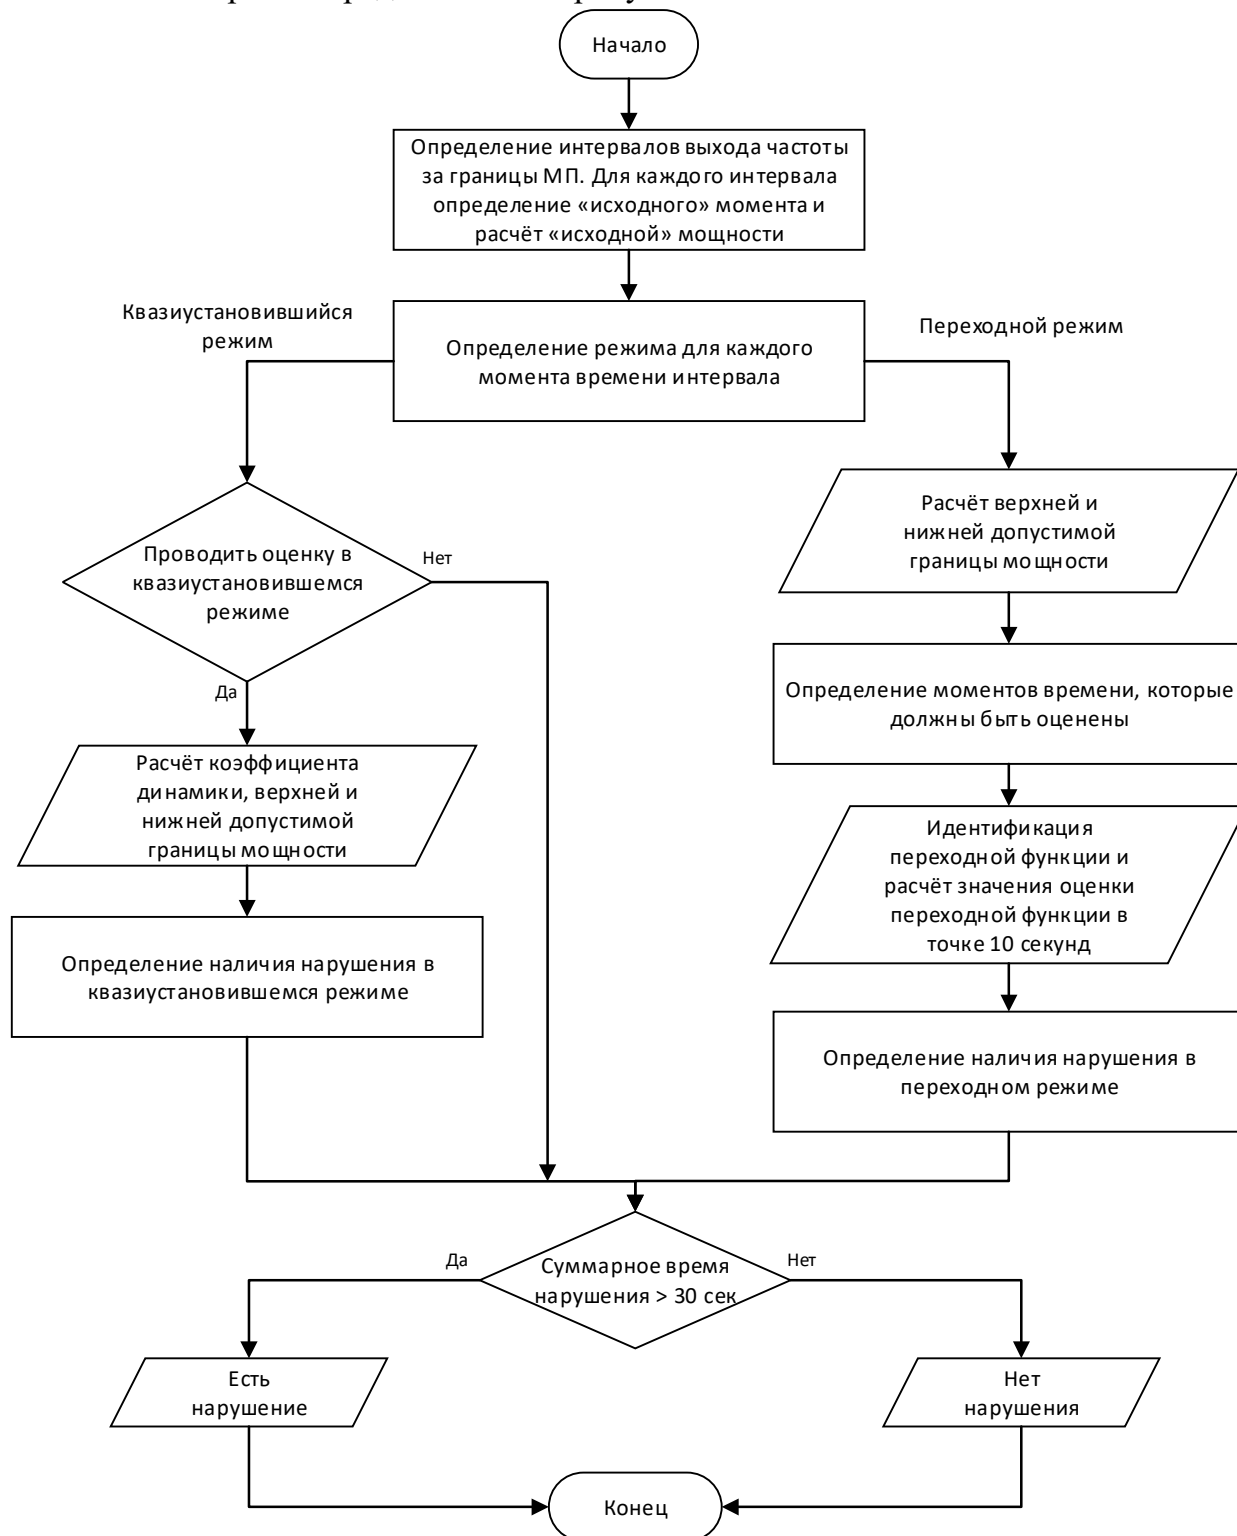 Начало
Определение интервалов выхода частоты
за границы МП. Для каждого интервала
определение «исходного» момента и
расчёт «исходной» мощности
Квазиустановившийся
режим
Определение режима для каждого
момента времени интервала
Переходной режим
Проводить оценку в
квазиустановившемся
режиме
Нет
Да
Расчёт верхней и
нижней допустимой
границы мощности
Определение моментов времени, которые
должны быть оценены
Расчёт коэффициента
динамики, верхней и
нижней допустимой
границы мощности
Идентификация
переходной функции и
расчёт значения оценки
переходной функции в
точке 10 секунд
Определение наличия нарушения в
квазиустановившемся режиме
Определение наличия нарушения в
переходном режиме
Да
Суммарное время
нарушения > 30 сек
Нет
Есть
нарушение
Нет
нарушения
Конец